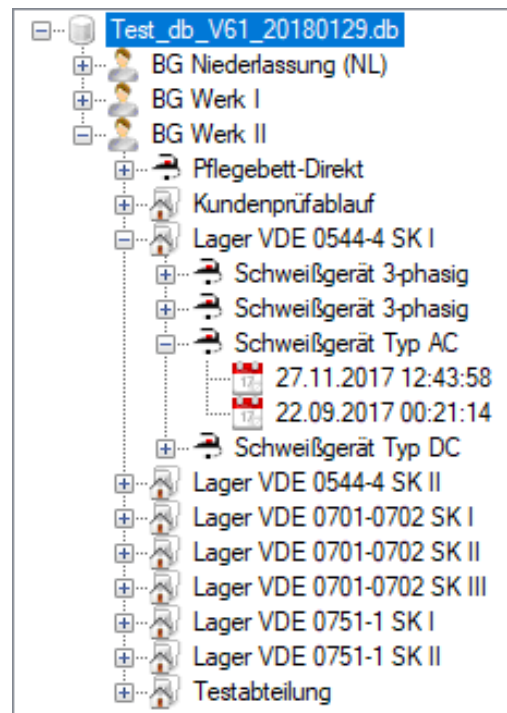 Test_db_V61_20180129.db
BG Niederlassung (NL)
BG Werk I
BG Werk II
Pflegebett-Direkt
Kundenprüfablauf
Lager VDE 0544-4 SK I
Schweißgerät 3-phasig
Schweißgerät 3-phasig
Schweißgerät Typ AC
27.11.2017 12:43:58
22.09.2017 00:21:14
Schweißgerät Typ DC
Lager VDE 0544-4 SK II
Lager VDE 0701-0702 SK I
Lager VDE 0701-0702 SK II
Lager VDE 0701-0702 SK III
Lager VDE 0751-1 SK I
Lager VDE 0751-1 SK II
Testabteilung